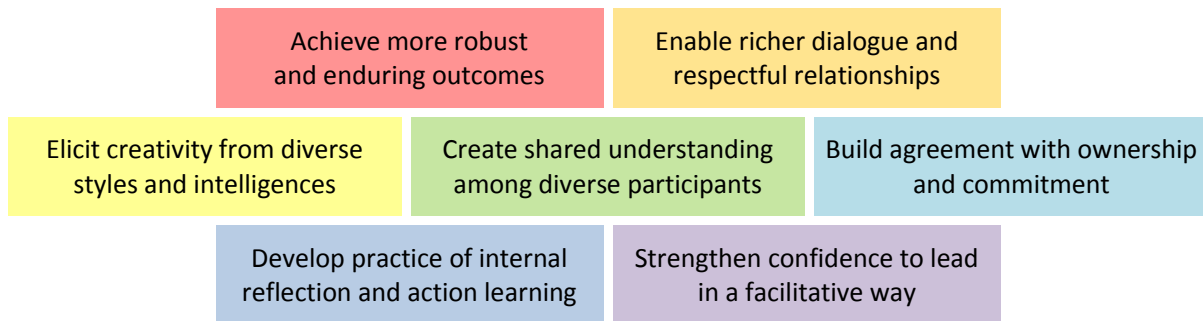 Achieve more robust
and enduring outcomes
Enable richer dialogue and
respectful relationships
Elicit creativity from diverse
styles and intelligences
Create shared understanding
among diverse participants
Build agreement with ownership
and commitment
Develop practice of internal
reflection and action learning
Strengthen confidence to lead
in a facilitative way